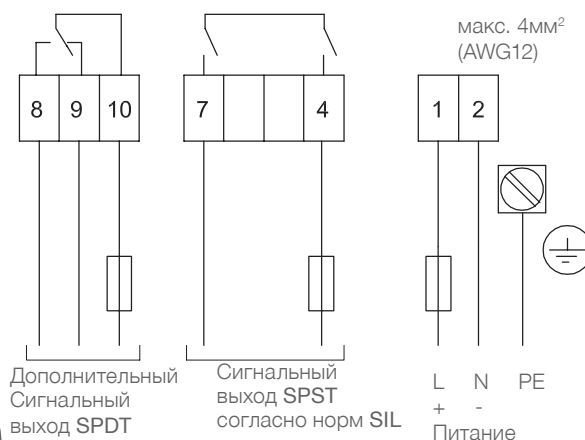 макс. 4мм²
(AWG12)
8 9 10
7 4
1 2
Дополнительный
Сигнальный
выход SPDT
Сигнальный
выход SPST
согласно норм SIL
L N PE
+ -
Питание